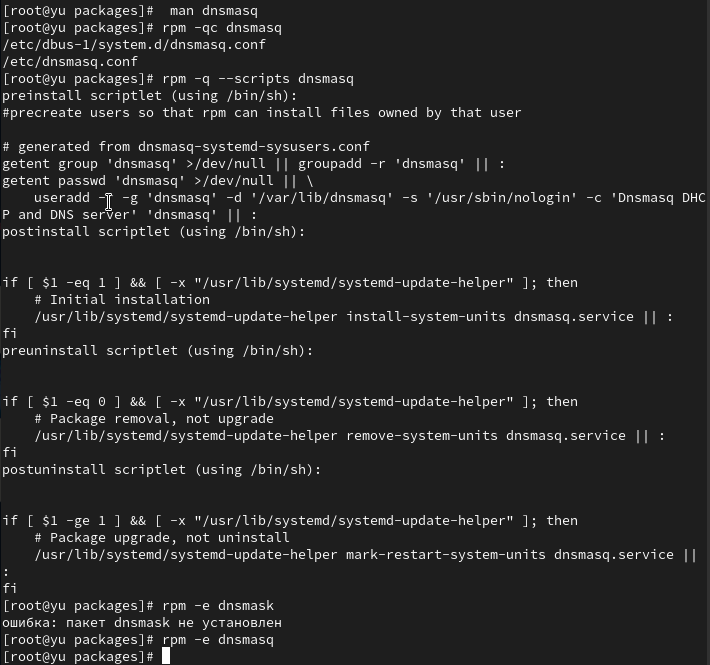 [root@yu packages]#  man dnsmasq
[root@yu packages]# rpm -qc dnsmasq
/etc/dbus-1/system.d/dnsmasq.conf
/etc/dnsmasq.conf
[root@yu packages]# rpm -q --scripts dnsmasq
preinstall scriptlet (using /bin/sh):
#precreate users so that rpm can install files owned by that user

# generated from dnsmasq-systemd-sysusers.conf
getent group 'dnsmasq' >/dev/null || groupadd -r 'dnsmasq' || :
getent passwd 'dnsmasq' >/dev/null || \
    useradd -g 'dnsmasq' -d '/var/lib/dnsmasq' -s '/usr/sbin/nologin' -c 'Dnsmasq DHC
P and DNS server' 'dnsmasq' || :
postinstall scriptlet (using /bin/sh):


if [ $1 -eq 1 ] && [ -x "/usr/lib/systemd/systemd-update-helper" ]; then
    # Initial installation
    /usr/lib/systemd/systemd-update-helper install-system-units dnsmasq.service || :
fi
preuninstall scriptlet (using /bin/sh):


if [ $1 -eq 0 ] && [ -x "/usr/lib/systemd/systemd-update-helper" ]; then
    # Package removal, not upgrade
    /usr/lib/systemd/systemd-update-helper remove-system-units dnsmasq.service || :
fi
postuninstall scriptlet (using /bin/sh):


if [ $1 -ge 1 ] && [ -x "/usr/lib/systemd/systemd-update-helper" ]; then
    # Package upgrade, not uninstall
    /usr/lib/systemd/systemd-update-helper mark-restart-system-units dnsmasq.service ||
:
fi
[root@yu packages]# rpm -e dnsmask
ошибка: пакет dnsmask не установлен
[root@yu packages]# rpm -e dnsmasq
[root@yu packages]#